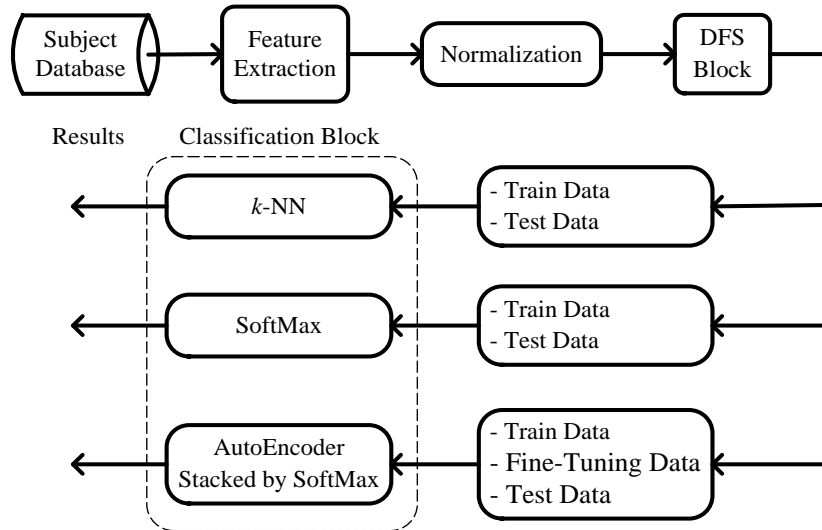 Subject
Database
Feature
Extraction
Normalization
DFS
Block
Results
Classification Block
k-NN
- Train Data
- Test Data
SoftMax
- Train Data
- Test Data
AutoEncoder
Stacked by SoftMax
- Train Data
- Fine-Tuning Data
- Test Data